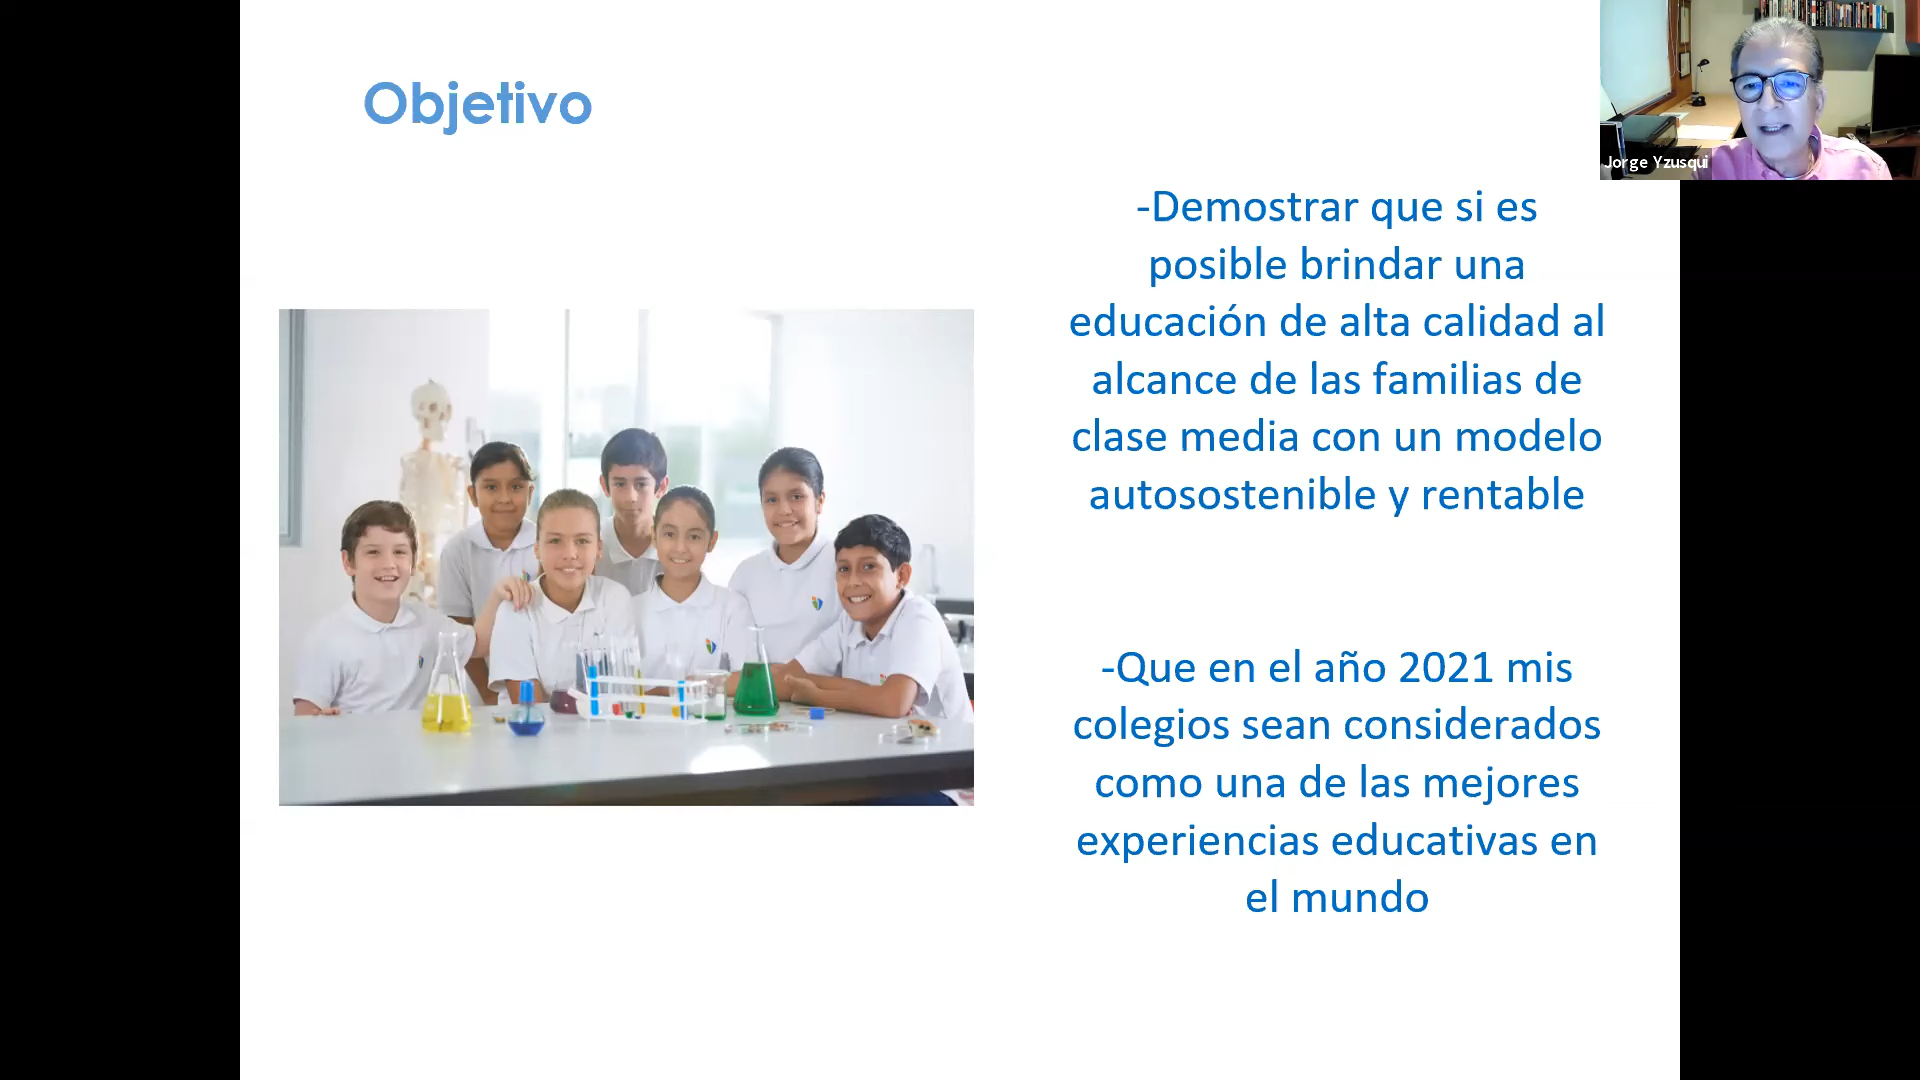 Objetivo
Jorge Yzusqui
-Demostrar que si es
posible brindar una
educación de alta calidad al
alcance de las familias de
clase media con un modelo
autosostenible y rentable
-Que en el año 2021 mis
colegios sean considerados
como una de las mejores
experiencias educativas en
el mundo